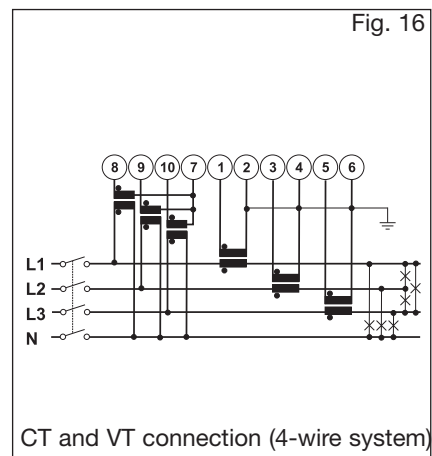 Fig. 16
8 9 10 7 1 2 3 4 5 6
L1
L2
L3
N
CT and VT connection (4-wire system)